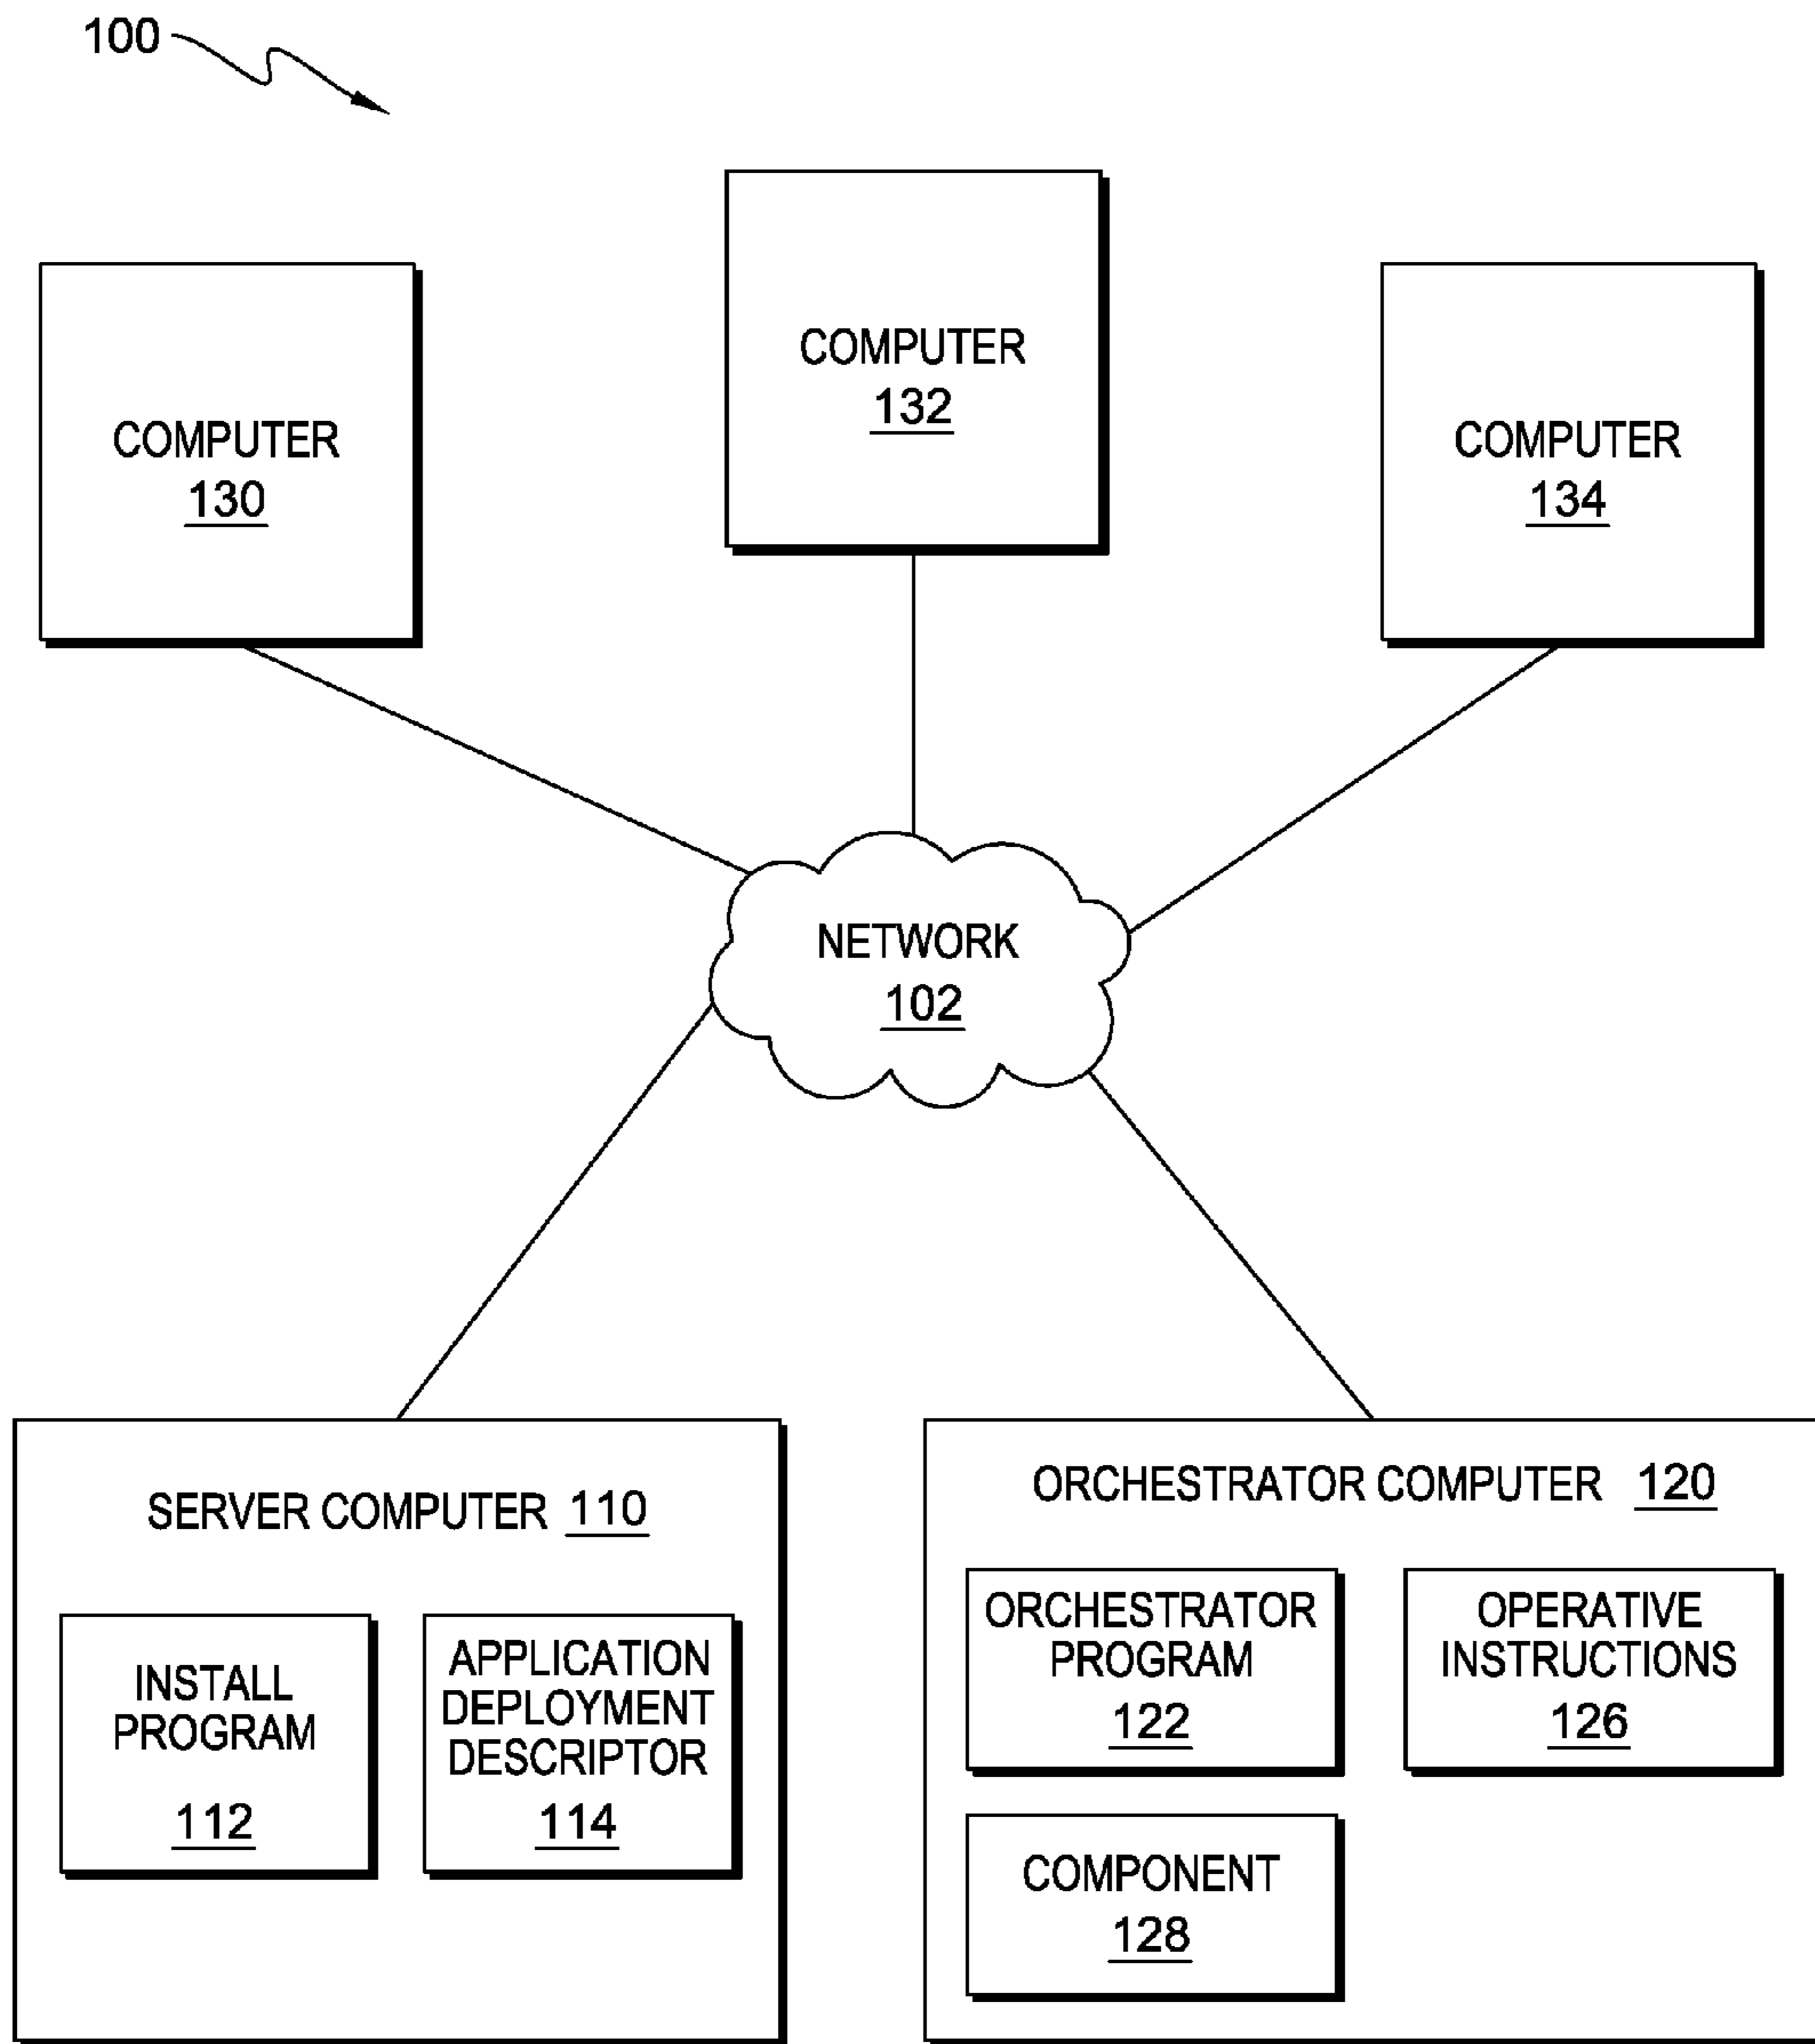 100
COMPUTER
132
COMPUTER
130
COMPUTER
134
NETWORK
102
SERVER COMPUTER 110
INSTALL
PROGRAM
112
APPLICATION
DEPLOYMENT
DESCRIPTOR
114
ORCHESTRATOR COMPUTER 120
ORCHESTRATOR
PROGRAM
122
OPERATIVE
INSTRUCTIONS
126
COMPONENT
128